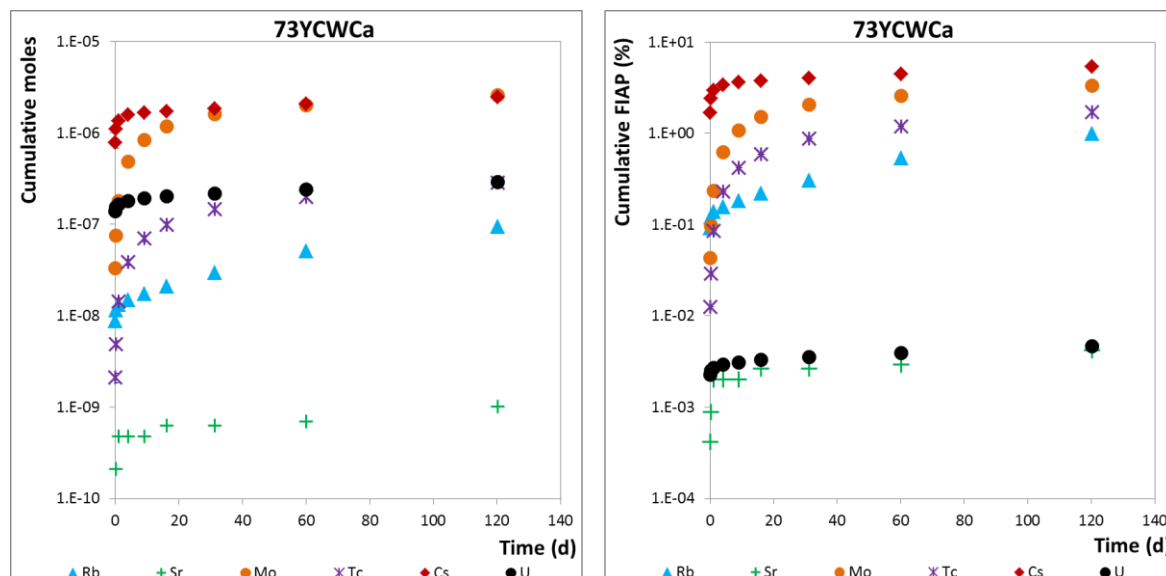 73YCWCa
Cumulative moles
1.E-05
1.E-06
1.E-07
1.E-08
1.E-09
1.E-10
0 20 40 60 80 100 120 140
Time (d)
Rb Sr Mo Tc Cs U
73YCWCa
Cumulative FIAP (%)
1.E+01
1.E+00
1.E-01
1.E-02
1.E-03
1.E-04
0 20 40 60 80 100 120 140
Time (d)
Rb Sr Mo Tc Cs U